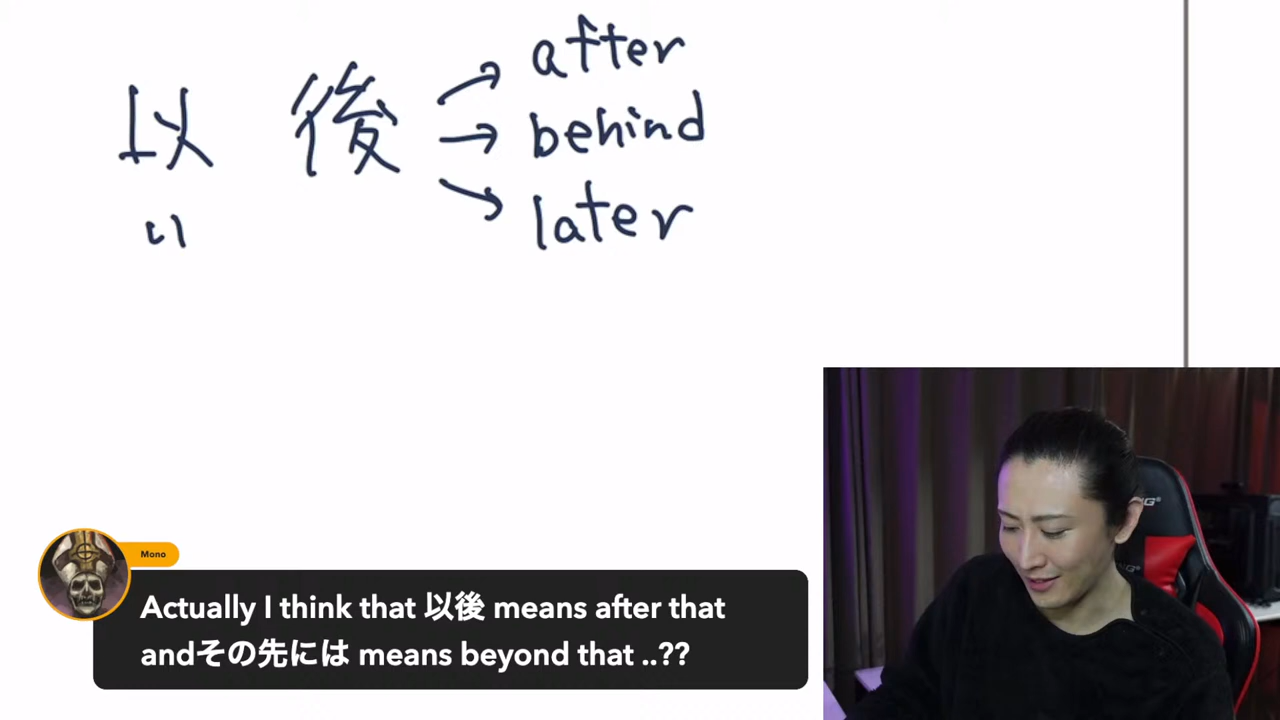 以 後 after
behind
later
い
Mono
Actually I think that 以後 means after that
andその先には means beyond that ..??